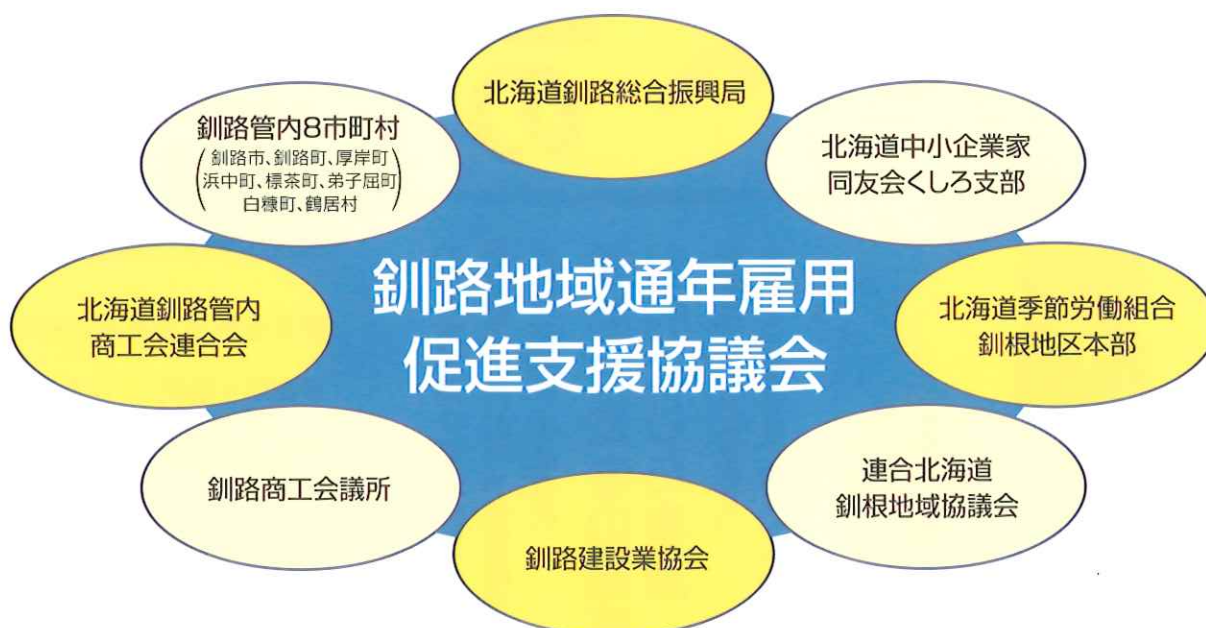 北海道釧路総合振興局
釧路管内8市町村
(釧路市、釧路町、厚岸町
浜中町、標茶町、弟子屈町
白糠町、鶴居村)
北海道中小企業家
同友会くしろ支部
北海道釧路管内
商工会連合会
釧路地域通年雇用
促進支援協議会
北海道季節労働組合
釧根地区本部
釧路商工会議所
連合北海道
釧根地域協議会
釧路建設業協会